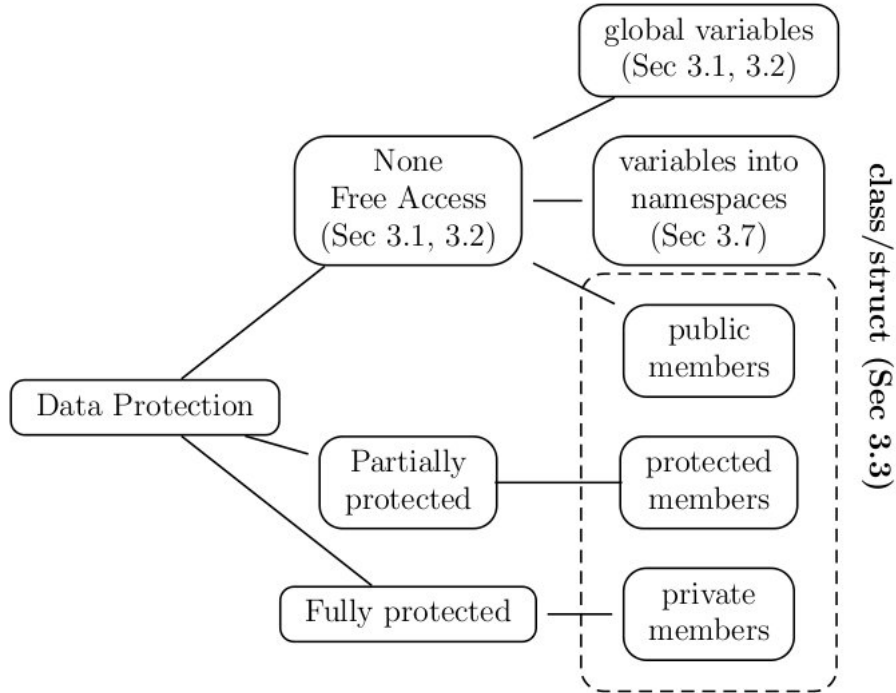 global variables
(Sec 3.1, 3.2)
None
Free Access
(Sec 3.1, 3.2)
variables into
namespaces
(Sec 3.7)
public
members
Data Protection
Partially
protected
protected
members
Fully protected
private
members
class/struct (Sec 3.3)